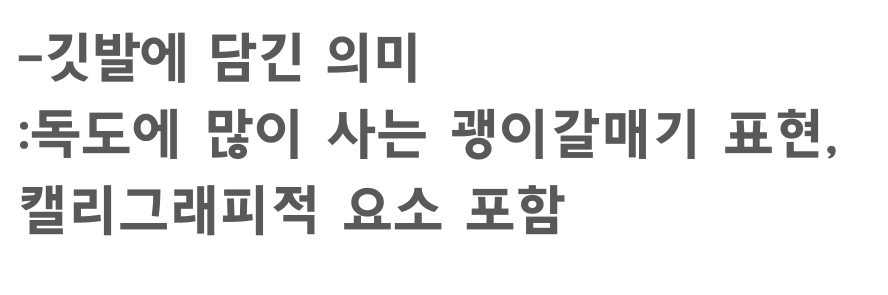 -깃발에 담긴 의미
:독도에 많이 사는 괭이갈매기 표현,
캘리그래피적 요소 포함